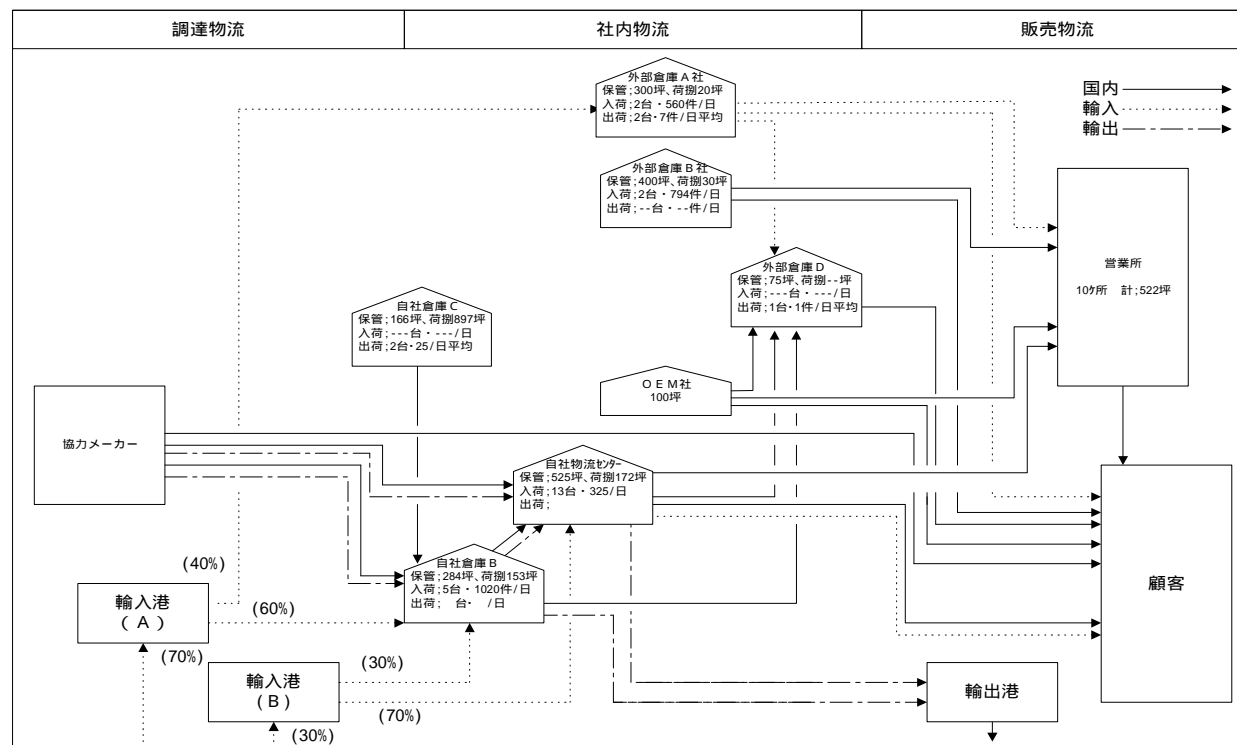 調達物流
社内物流
販売物流
国内
輸入
輸出
外部倉庫A社
保管;300坪、荷捌20坪
入荷;2台・560件/日
出荷;2台・7件/日平均
外部倉庫B社
保管;400坪、荷捌30坪
入荷;2台・794件/日
出荷;--台・--件/日
外部倉庫D
保管;75坪、荷捌--坪
入荷;---台・---/日
出荷;1台・1件/日平均
営業所
10ケ所 計;522坪
自社倉庫C
保管;166坪、荷捌897坪
入荷;---台・---/日
出荷;2台・25/日平均
OEM社
100坪
協力メーカー
自社物流センター
保管;525坪、荷捌172坪
入荷;13台・325/日
出荷;
自社倉庫B
保管;284坪、荷捌153坪
入荷;5台・1020件/日
出荷; 台・ /日
(40%)
輸入港
(A)
(60%)
(70%)
輸入港
(B)
(30%)
(70%)
(30%)
輸出港
顧客